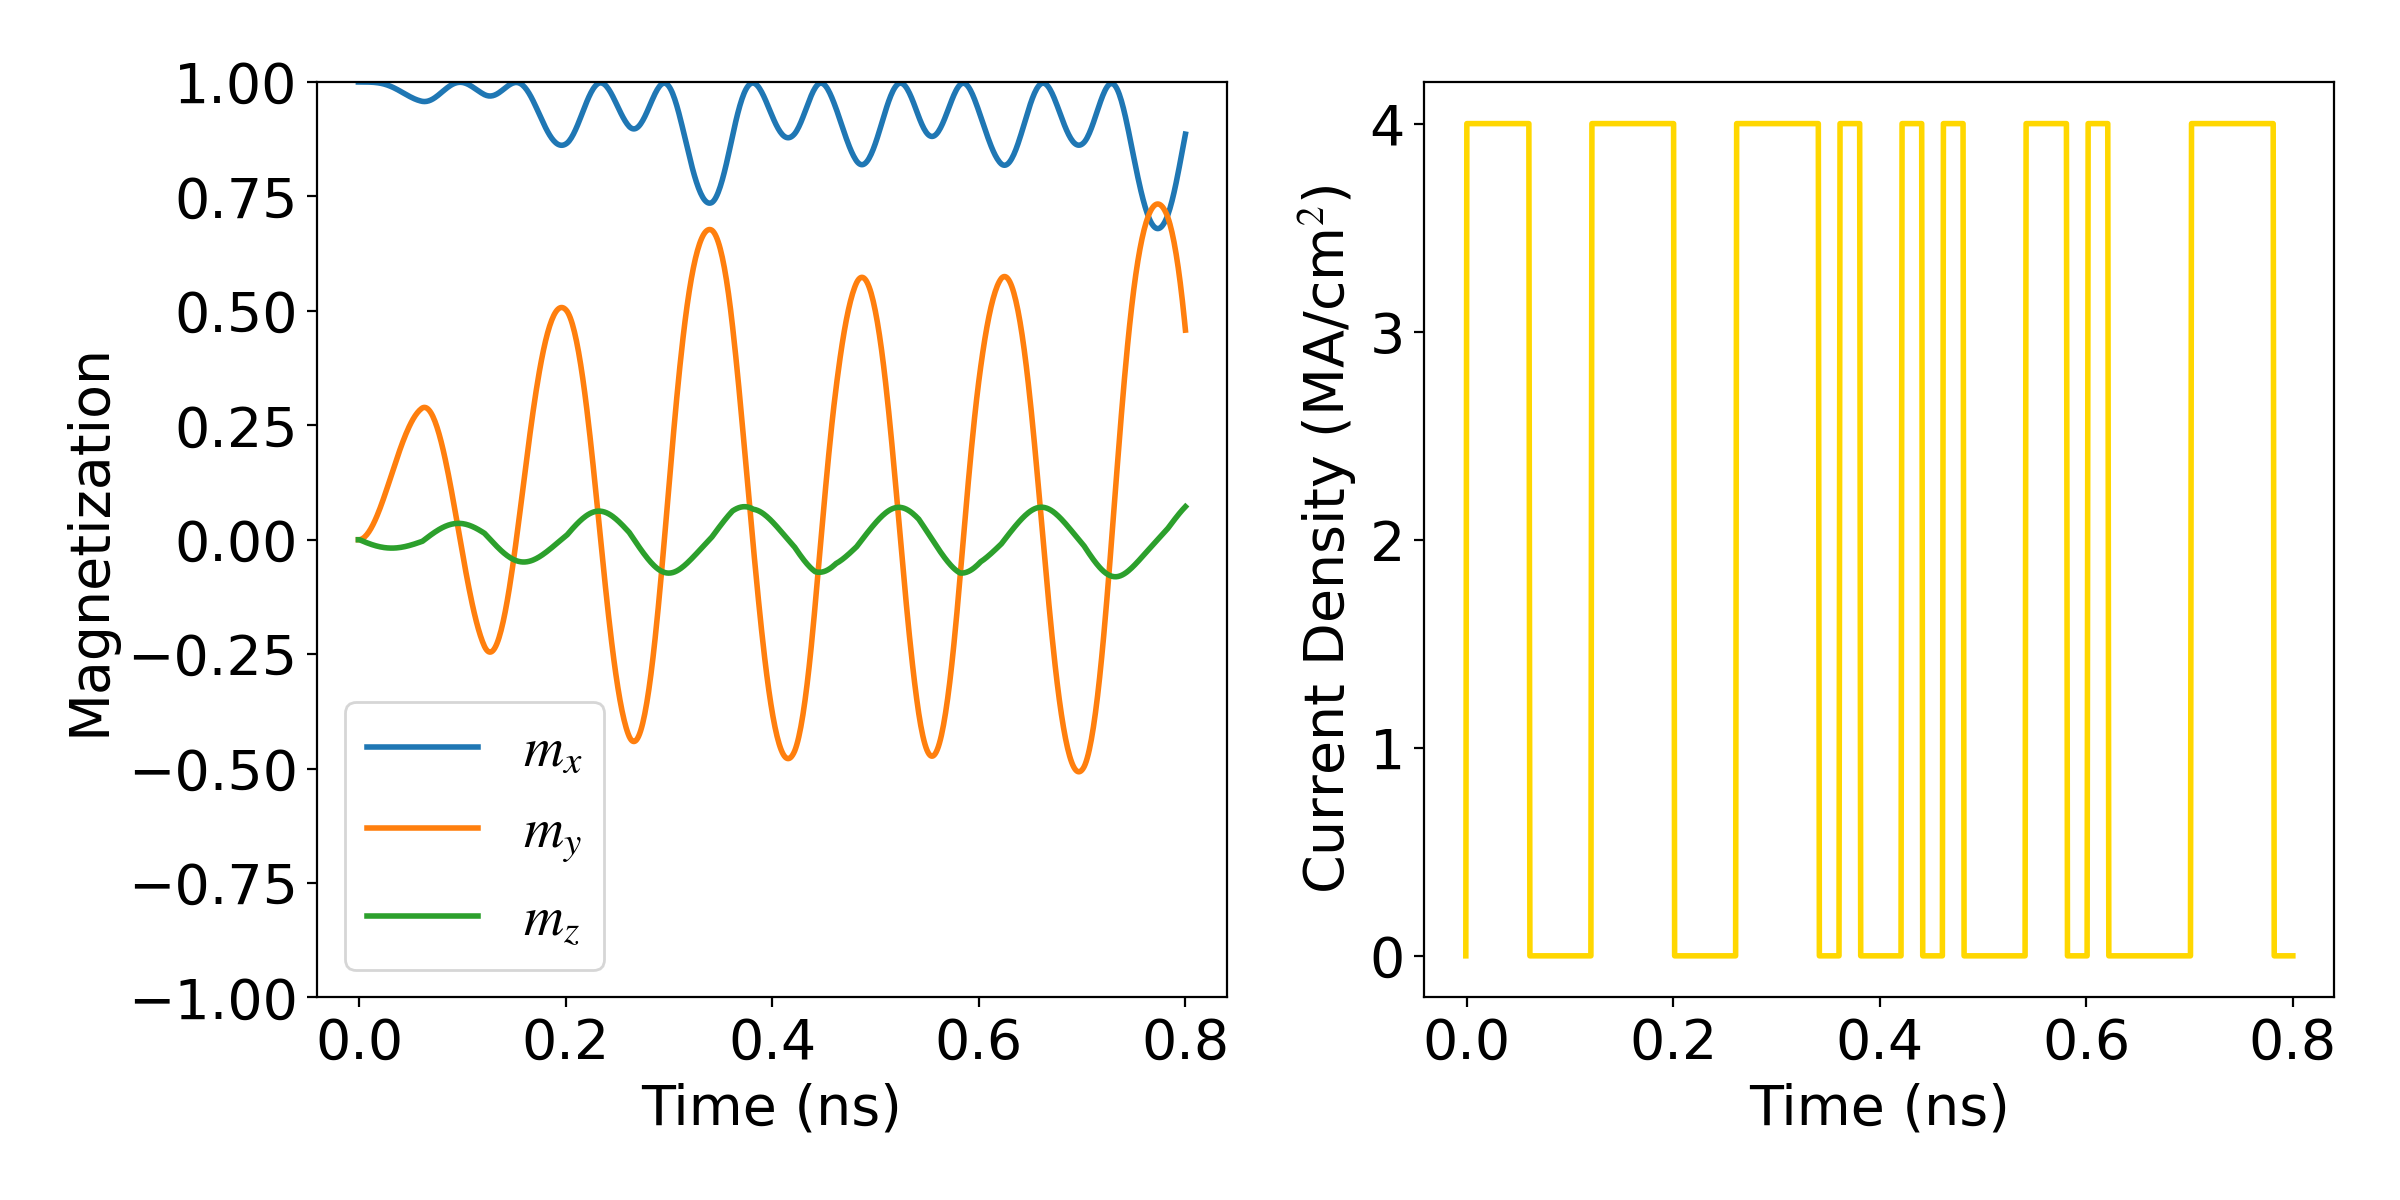 Magnetization
1.00
0.75
0.50
0.25
0.00
−0.25
−0.50
−0.75
−1.00
0.0 0.2 0.4 0.6 0.8
Time (ns)
mₓ
m_y
m_z
Current Density (MA/cm²)
4
3
2
1
0
0.0 0.2 0.4 0.6 0.8
Time (ns)